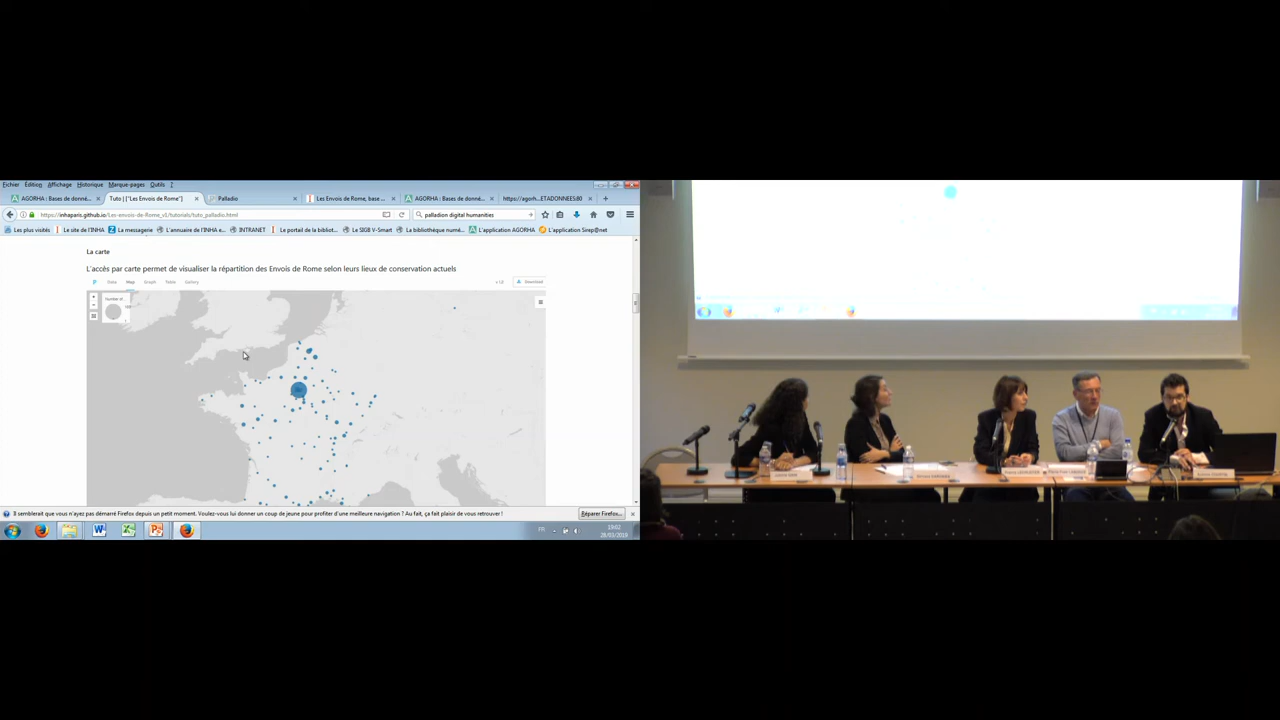 Fichier Édition Affichage Historique Marque-pages Outils ?
AGORHA : Bases de donné...
Tuto | ["Les Envois de Rome"]
Palladio
Les Envois de Rome, base ...
AGORHA : Bases de donné...
https://agorh...ETADONNEES:80
https://inhaparis.github.io/Les-envois-de-Rome_v1/tutorials/tuto_palladio.html
palladion digital humanities
Les plus visités
Le site de l'INHA
La messagerie
L'annuaire de l'INHA e...
INTRANET
Le portail de la bibliot...
Le SIGB V-Smart
La bibliothèque numé...
L'application AGORHA
L'application Sirep@net
La carte
L'accès par carte permet de visualiser la répartition des Envois de Rome selon leurs lieux de conservation actuels
Data Map Graph Table Gallery
Download
Il semblerait que vous n'ayez pas démarré Firefox depuis un petit moment. Voulez-vous lui donner un coup de jeune pour profiter d'une meilleure navigation ? Au fait, ça fait plaisir de vous retrouver !
Réparer Firefox...
FR
19:02